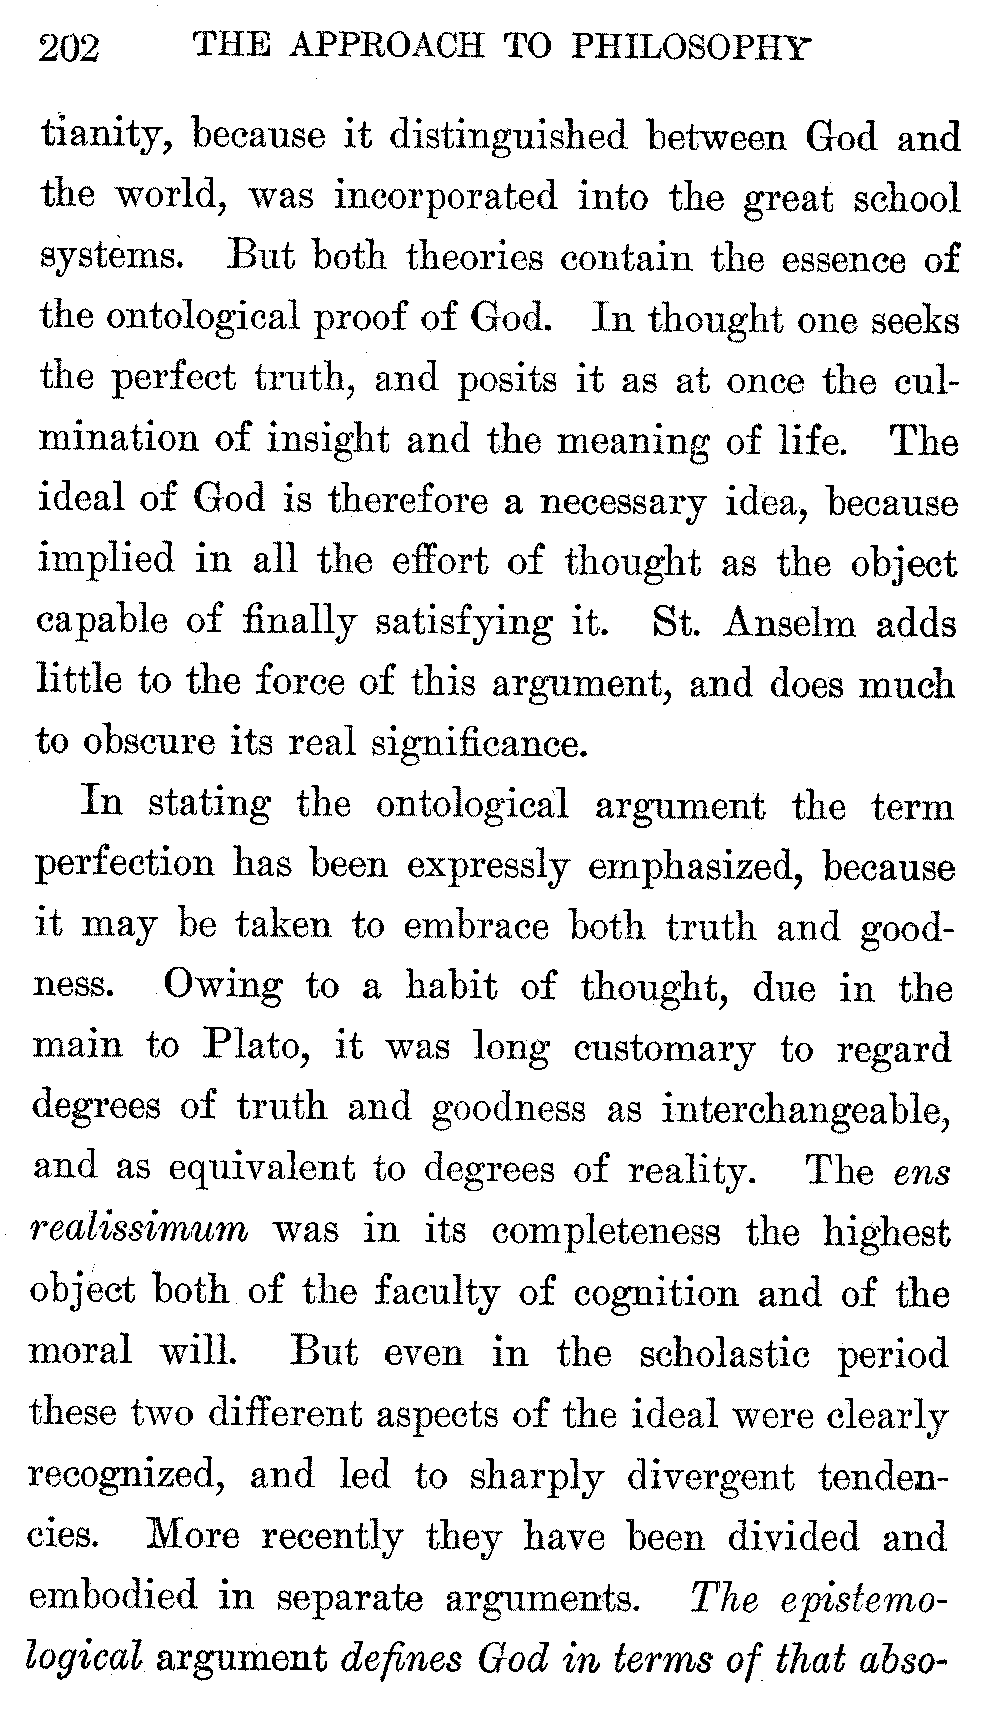 202 THE APPROACH TO PHILOSOPHY
tianity, because it distinguished between God and
the world, was incorporated into the great school
systems. But both theories contain the essence of
the ontological proof of God. In thought one seeks
the perfect truth, and posits it as at once the cul-
mination of insight and the meaning of life. The
ideal of God is therefore a necessary idea, because
implied in all the effort of thought as the object
capable of finally satisfying it. St. Anselm adds
little to the force of this argument, and does much
to obscure its real significance.
In stating the ontological argument the term
perfection has been expressly emphasized, because
it may be taken to embrace both truth and good-
ness. Owing to a habit of thought, due in the
main to Plato, it was long customary to regard
degrees of truth and goodness as interchangeable,
and as equivalent to degrees of reality. The ens
realissimum was in its completeness the highest
object both of the faculty of cognition and of the
moral will. But even in the scholastic period
these two different aspects of the ideal were clearly
recognized, and led to sharply divergent tenden-
cies. More recently they have been divided and
embodied in separate arguments. The epistemo-
logical argument defines God in terms of that abso-